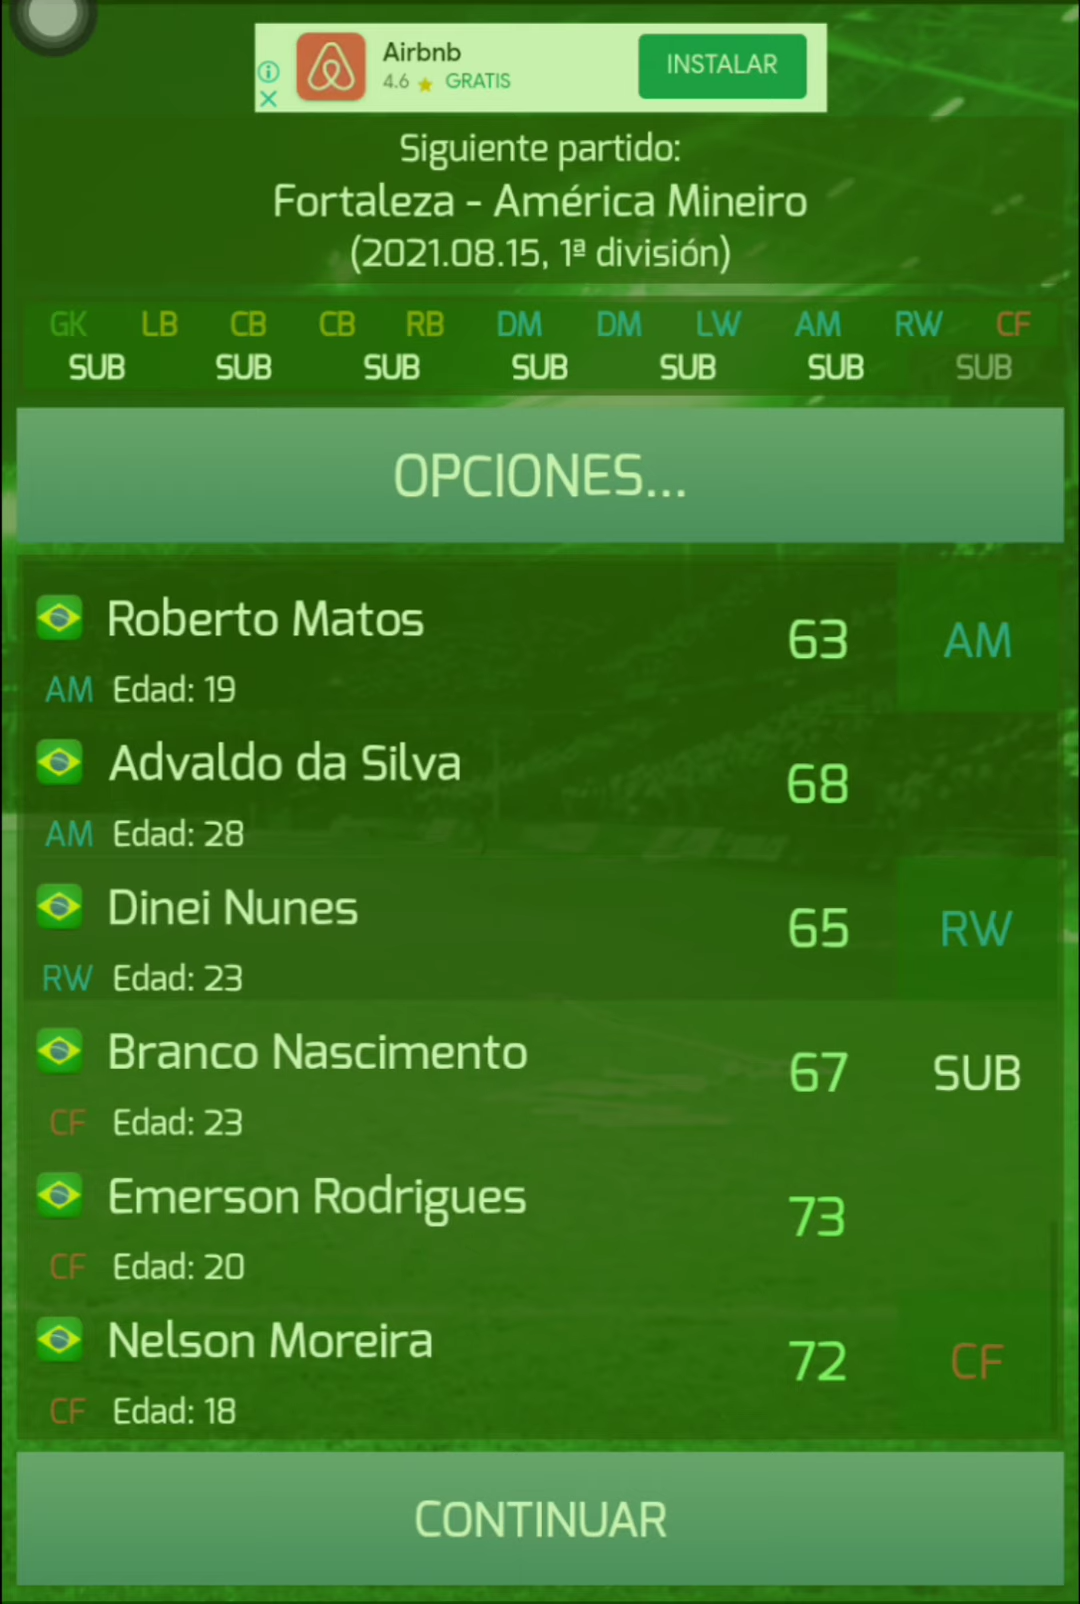 Airbnb
4.6 ★ GRATIS
INSTALAR
Siguiente partido:
Fortaleza - América Mineiro
(2021.08.15, 1ª división)
GK LB CB CB RB DM DM LW AM RW CF
SUB SUB SUB SUB SUB SUB SUB
OPCIONES...
Roberto Matos 63 AM
AM Edad: 19
Advaldo da Silva 68
AM Edad: 28
Dinei Nunes 65 RW
RW Edad: 23
Branco Nascimento 67 SUB
CF Edad: 23
Emerson Rodrigues 73
CF Edad: 20
Nelson Moreira 72 CF
CF Edad: 18
CONTINUAR